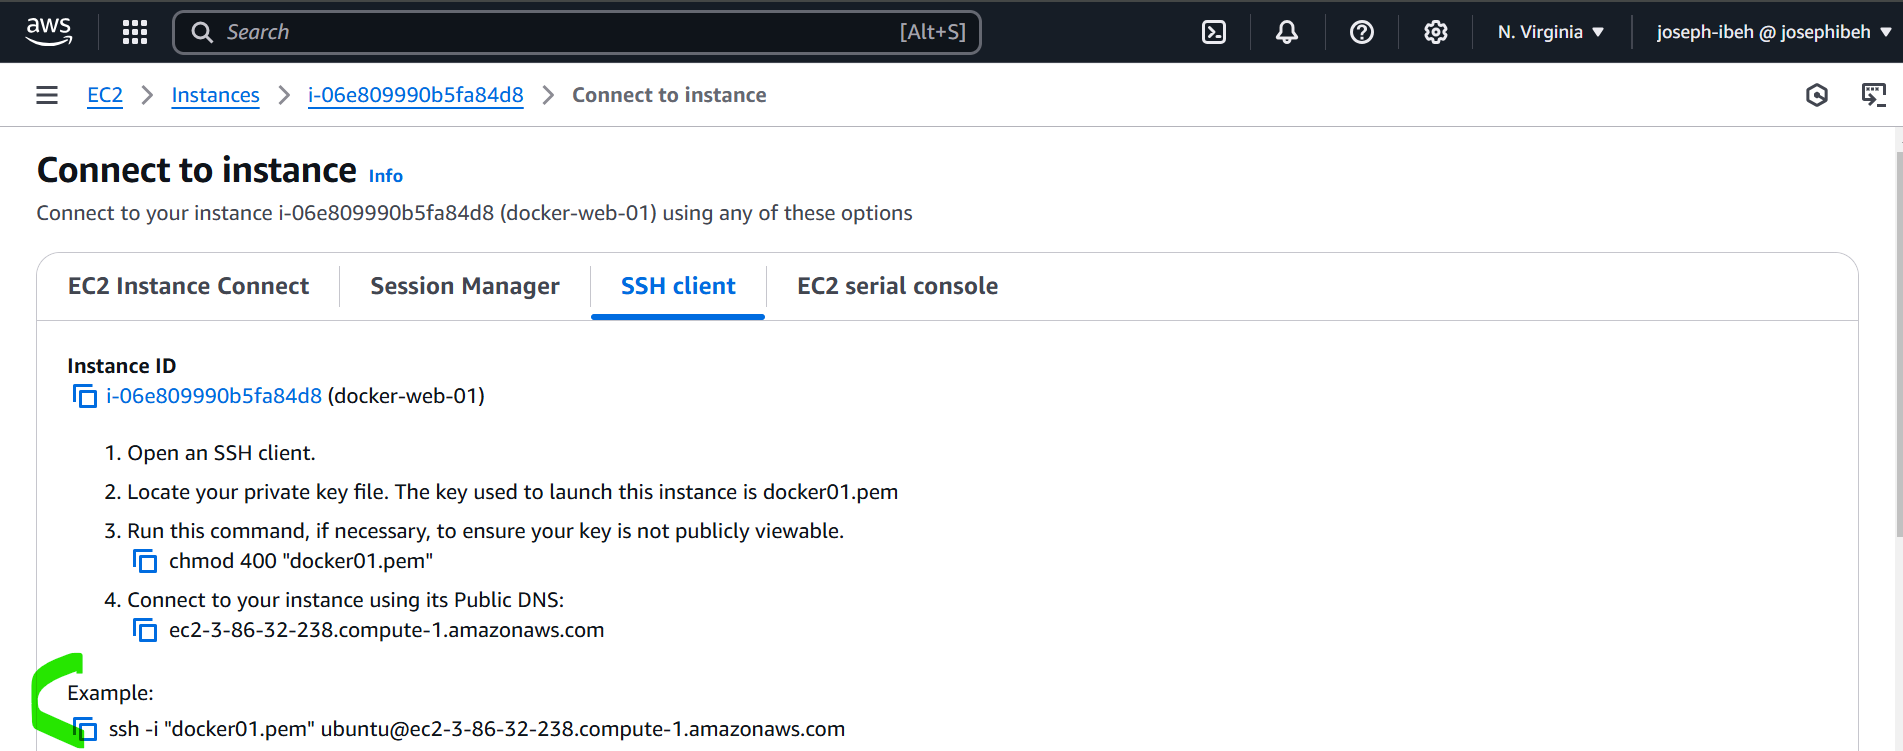 aws
Search [Alt+S]
N. Virginia
joseph-ibeh @ josephibeh
EC2 Instances i-06e809990b5fa84d8 Connect to instance
Connect to instance Info
Connect to your instance i-06e809990b5fa84d8 (docker-web-01) using any of these options
EC2 Instance Connect Session Manager SSH client EC2 serial console
Instance ID
i-06e809990b5fa84d8 (docker-web-01)
1. Open an SSH client.
2. Locate your private key file. The key used to launch this instance is docker01.pem
3. Run this command, if necessary, to ensure your key is not publicly viewable.
chmod 400 "docker01.pem"
4. Connect to your instance using its Public DNS:
ec2-3-86-32-238.compute-1.amazonaws.com
Example:
ssh -i "docker01.pem" ubuntu@ec2-3-86-32-238.compute-1.amazonaws.com